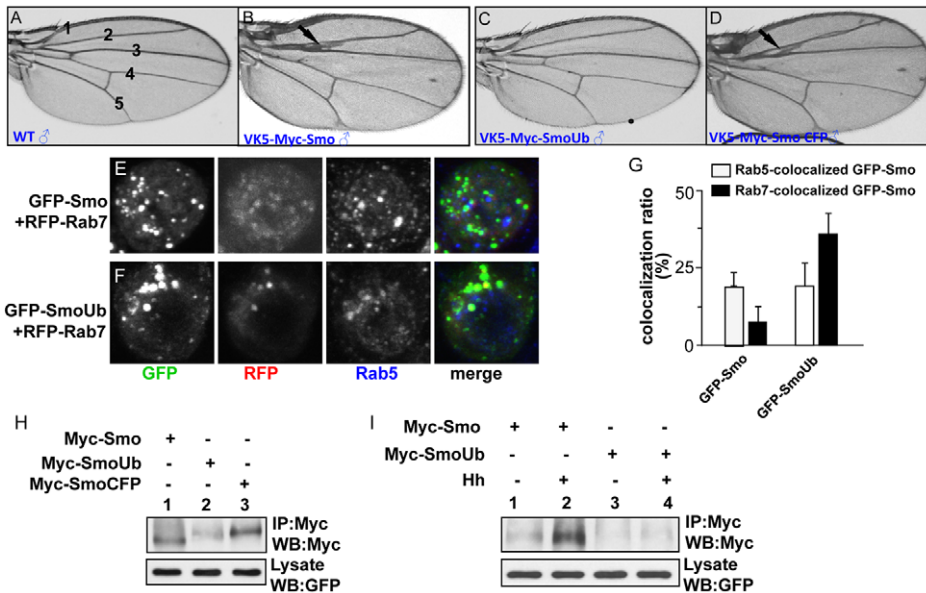 A
B
C
D
1
2
3
4
5
WT ♂
VK5-Myc-Smo ♂
VK5-Myc-SmoUb ♂
VK5-Myc-Smo CFP ♂
E
GFP-Smo
+RFP-Rab7
F
GFP-SmoUb
+RFP-Rab7
GFP
RFP
Rab5
merge
G
Rab5-colocalized GFP-Smo
Rab7-colocalized GFP-Smo
colocalization ratio
(%)
50
25
0
GFP-Smo
GFP-SmoUb
H
Myc-Smo + - -
Myc-SmoUb - + -
Myc-SmoCFP - - +
1 2 3
IP:Myc
WB:Myc
Lysate
WB:GFP
I
Myc-Smo + + - -
Myc-SmoUb - - + +
Hh - + - +
1 2 3 4
IP:Myc
WB:Myc
Lysate
WB:GFP